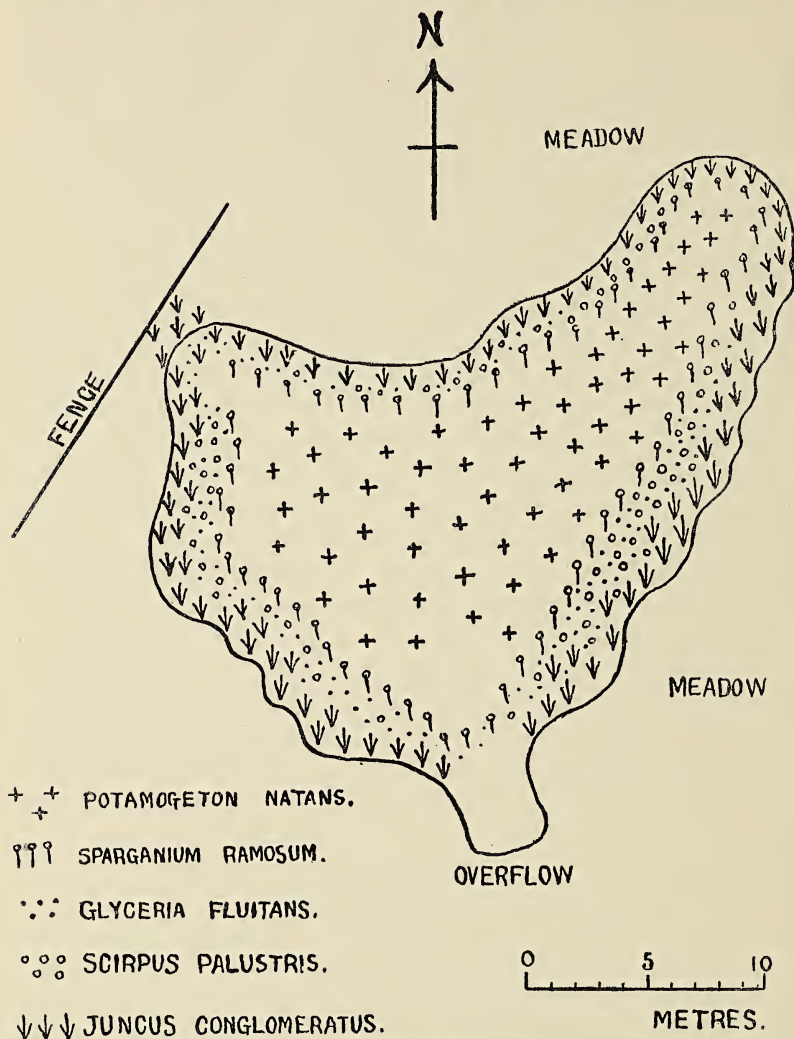 N
MEADOW
FENCE
MEADOW
POTAMOGETON NATANS.
OVERFLOW
SPARGANIUM RAMOSUM.
GLYCERIA FLUITANS.
SCIRPUS PALUSTRIS.
0 5 10
JUNCUS CONGLOMERATUS.
METRES.